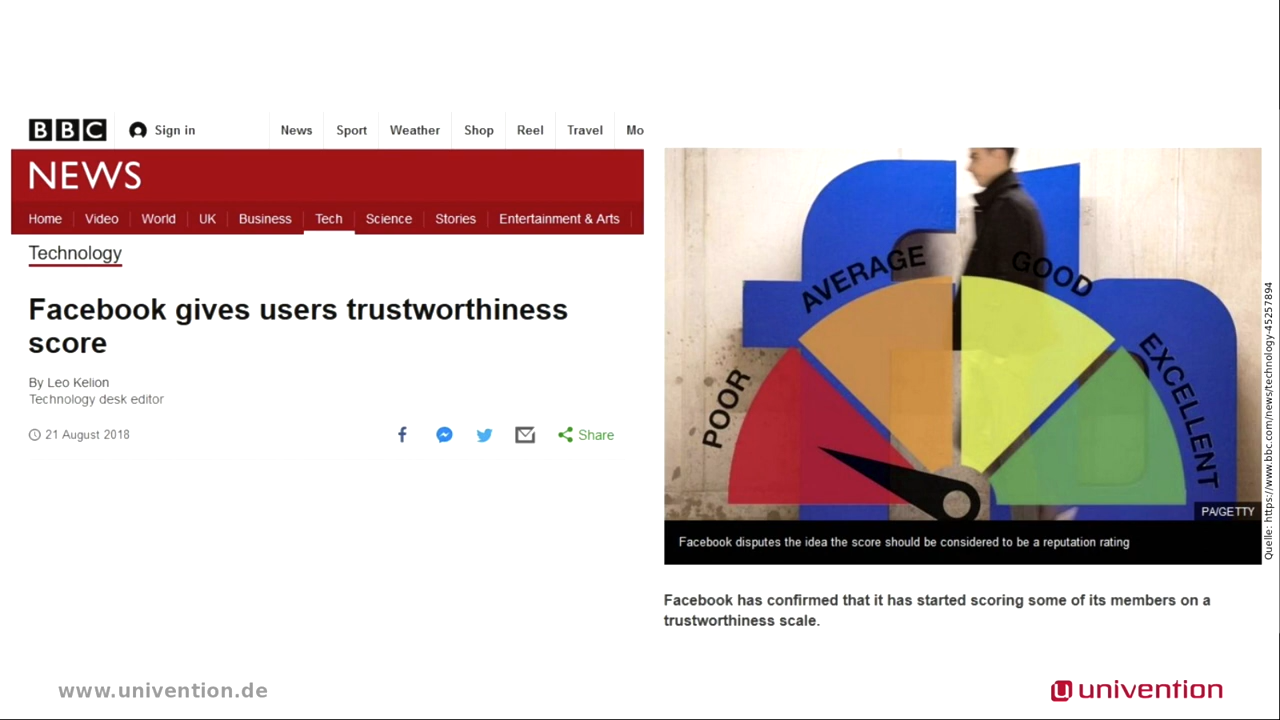 BBC
Sign in
News
Sport
Weather
Shop
Reel
Travel
Mo
NEWS
Home
Video
World
UK
Business
Tech
Science
Stories
Entertainment & Arts
Technology
Facebook gives users trustworthiness
score
By Leo Kelion
Technology desk editor
21 August 2018
Share
POOR
AVERAGE
GOOD
EXCELLENT
PA/GETTY
Facebook disputes the idea the score should be considered to be a reputation rating
Facebook has confirmed that it has started scoring some of its members on a
trustworthiness scale.
Quelle: https://www.bbc.com/news/technology-45257894
www.univention.de
univention